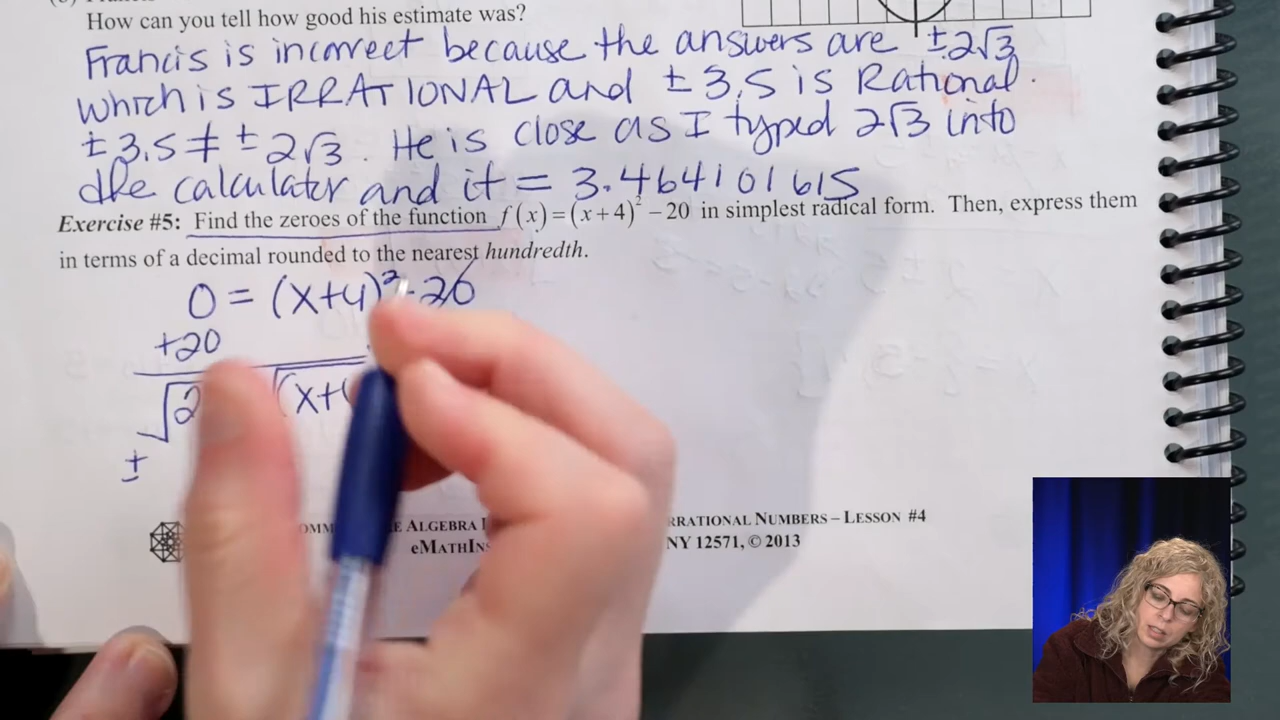 How can you tell how good his estimate was?
Francis is incorrect because the answers are ±2√3
which is IRRATIONAL and ±3.5 is Rational.
±3.5 ≠ ±2√3. He is close as I typed 2√3 into
the calculater and it = 3.464101615
Exercise #5: Find the zeroes of the function f(x)=(x+4)²−20 in simplest radical form. Then, express them
in terms of a decimal rounded to the nearest hundredth.
0 = (x+4)²-20
+20
√2 √(x+
±
ALGEBRA RRATIONAL NUMBERS – LESSON #4
NY 12571, © 2013